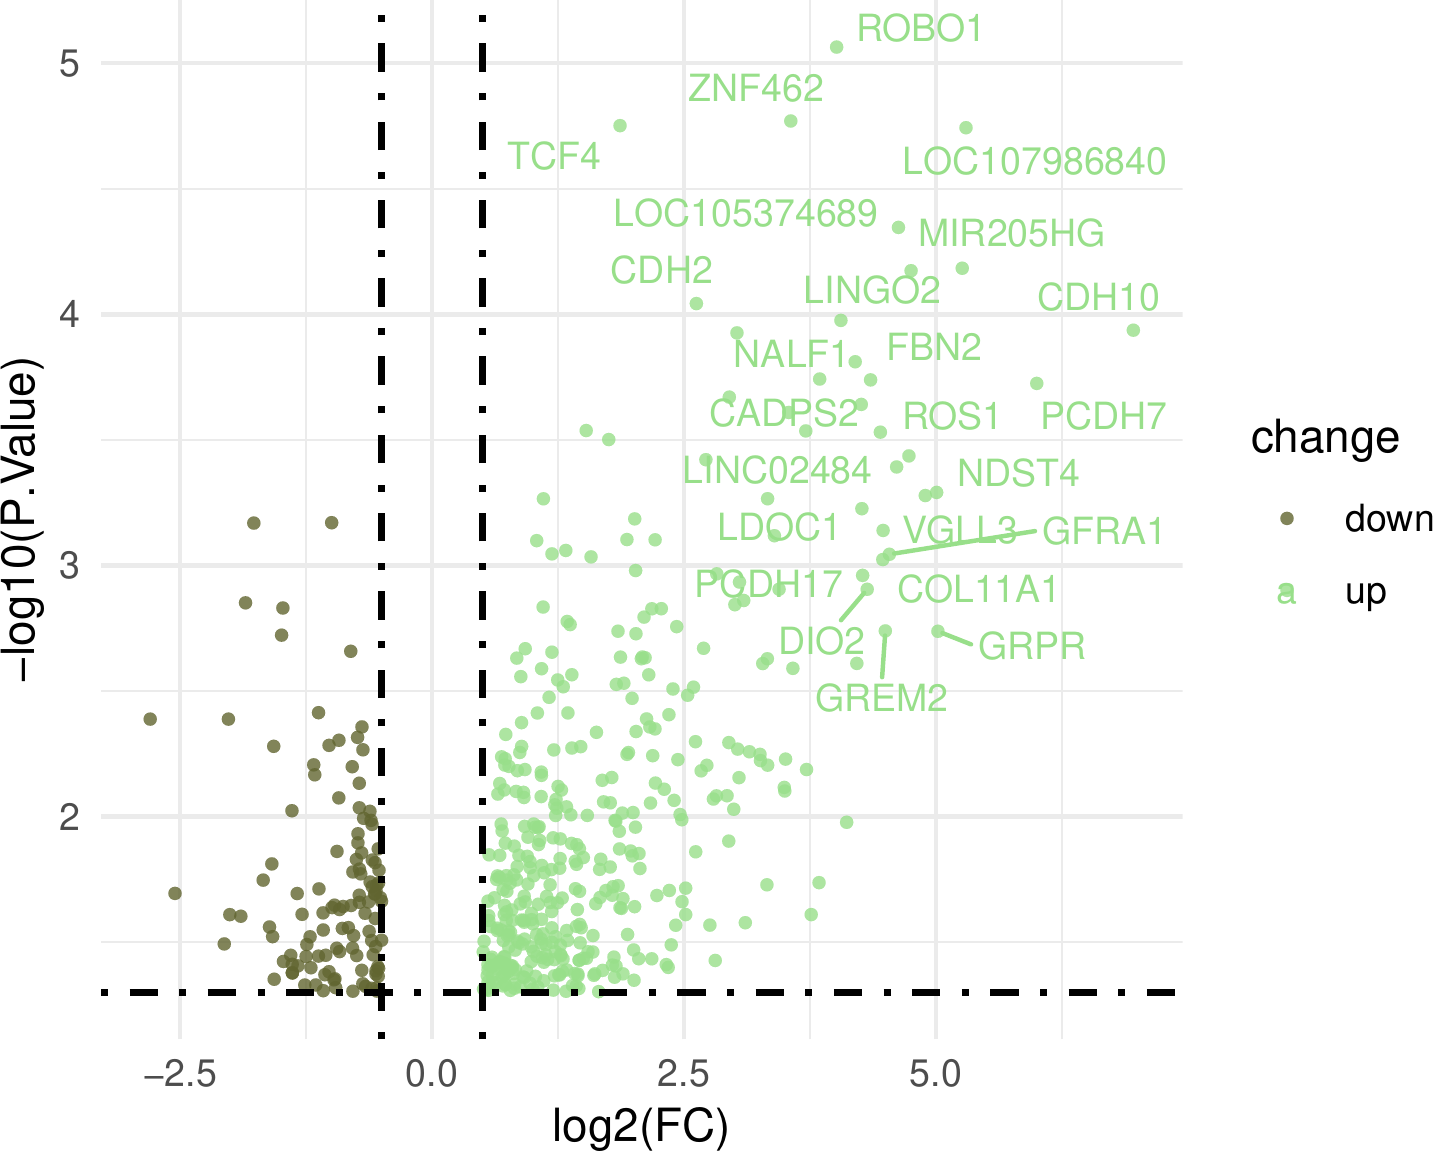 ROBO1
5
ZNF462
TCF4
LOC107986840
LOC105374689
MIR205HG
CDH2
LINGO2
CDH10
4
NALF1
FBN2
CADPS2
ROS1
PCDH7
LINC02484
NDST4
LDOC1
VGLL3
GFRA1
3
PCDH17
COL11A1
DIO2
GRPR
GREM2
2
−log10(P.Value)
−2.5
0.0
2.5
5.0
log2(FC)
change
down
a up